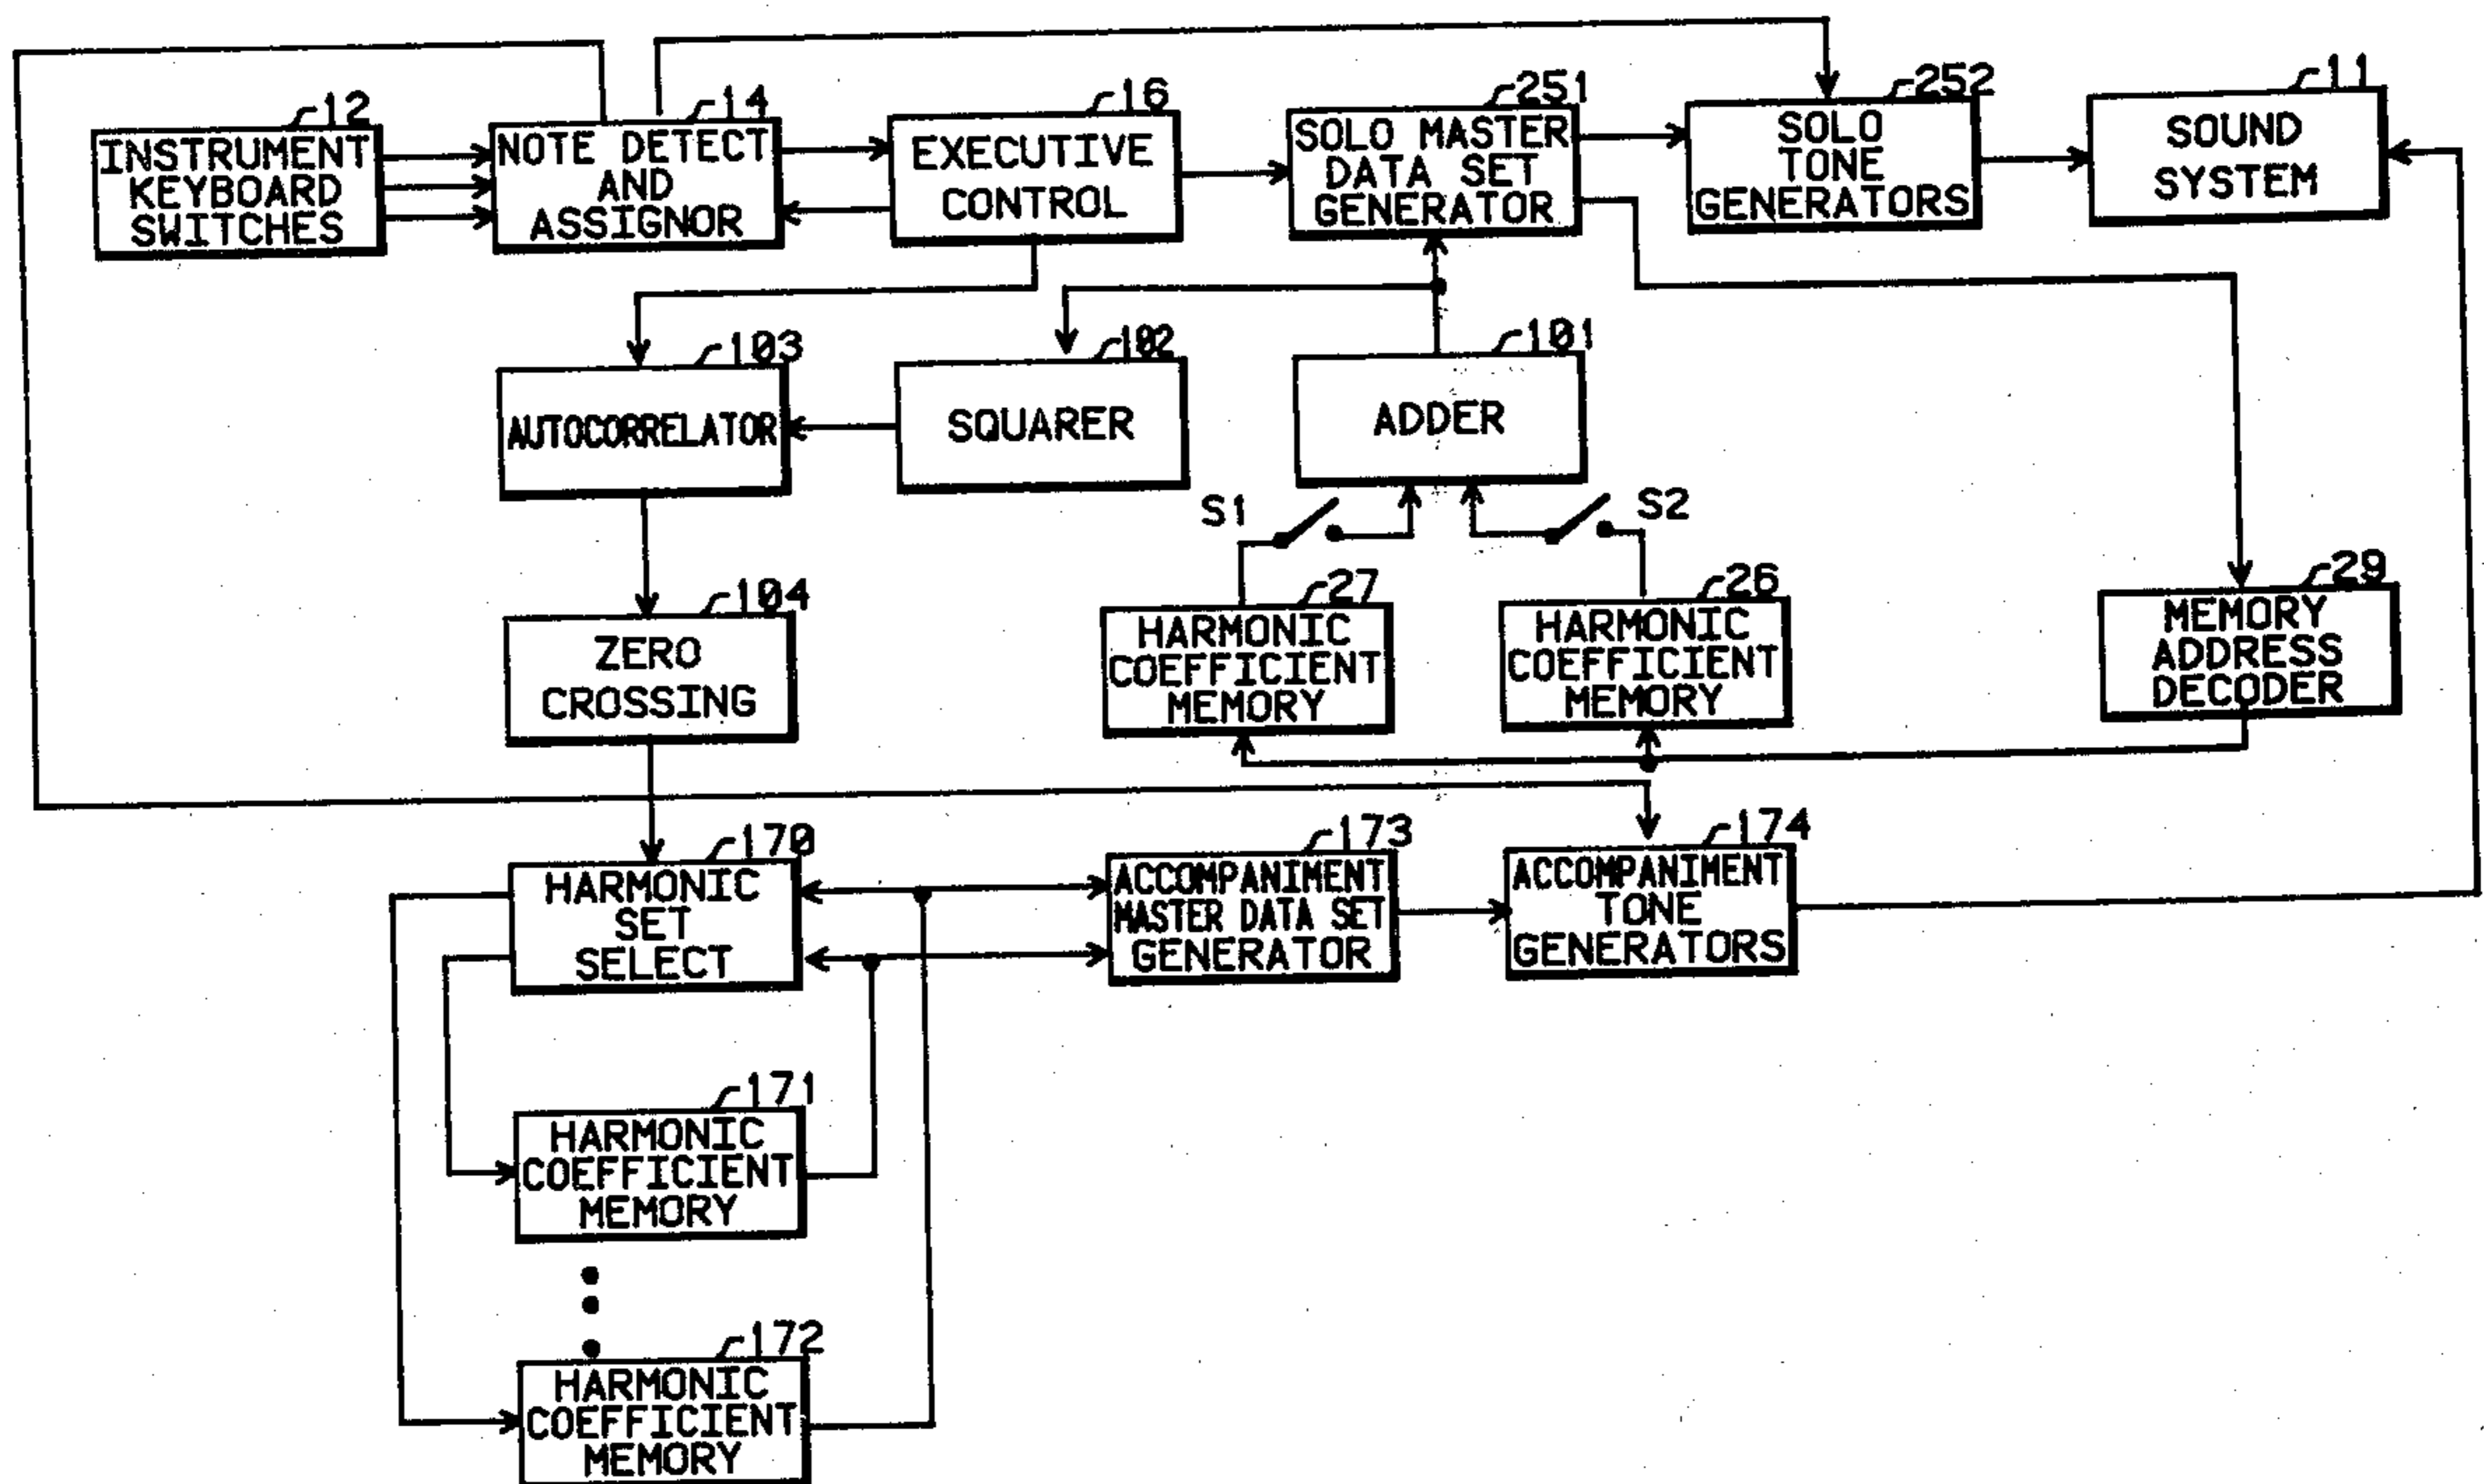 12
INSTRUMENT
KEYBOARD
SWITCHES
14
NOTE DETECT
AND
ASSIGNOR
16
EXECUTIVE
CONTROL
251
SOLO MASTER
DATA SET
GENERATOR
252
SOLO
TONE
GENERATORS
11
SOUND
SYSTEM
103
AUTOCORRELATOR
102
SQUARER
101
ADDER
S1
S2
104
ZERO
CROSSING
27
HARMONIC
COEFFICIENT
MEMORY
26
HARMONIC
COEFFICIENT
MEMORY
29
MEMORY
ADDRESS
DECODER
170
HARMONIC
SET
SELECT
173
ACCOMPANIMENT
MASTER DATA SET
GENERATOR
174
ACCOMPANIMENT
TONE
GENERATORS
171
HARMONIC
COEFFICIENT
MEMORY
172
HARMONIC
COEFFICIENT
MEMORY